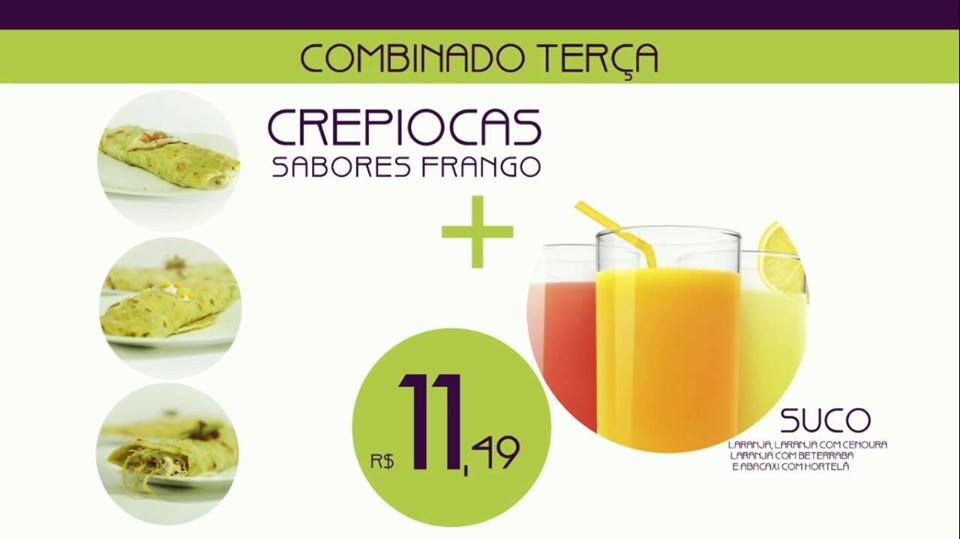 COMBINADO TERÇA
CREPIOCAS
SABORES FRANGO
+
R$ 11,49
SUCO
LARANJA, LARANJA COM CENOURA
LARANJA COM BETERRABA
E ABACAXI COM HORTELÃ